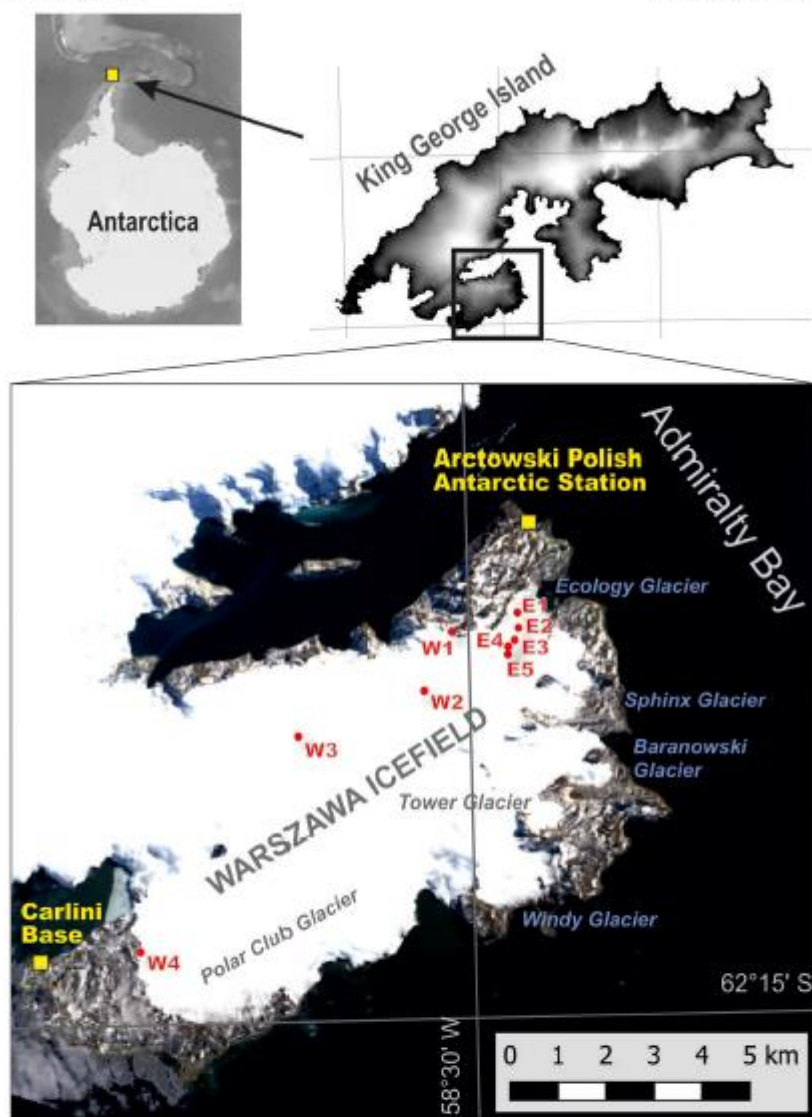 Antarctica
King George Island
Arctowski Polish
Antarctic Station
Admiralty Bay
Ecology Glacier
E1
E2
E3
E4
E5
W1
W2
W3
Sphinx Glacier
Baranowski
Glacier
WARSZAWA ICEFIELD
Tower Glacier
Polar Club Glacier
Windy Glacier
Carlini
Base
W4
62°15' S
58°30' W
0 1 2 3 4 5 km